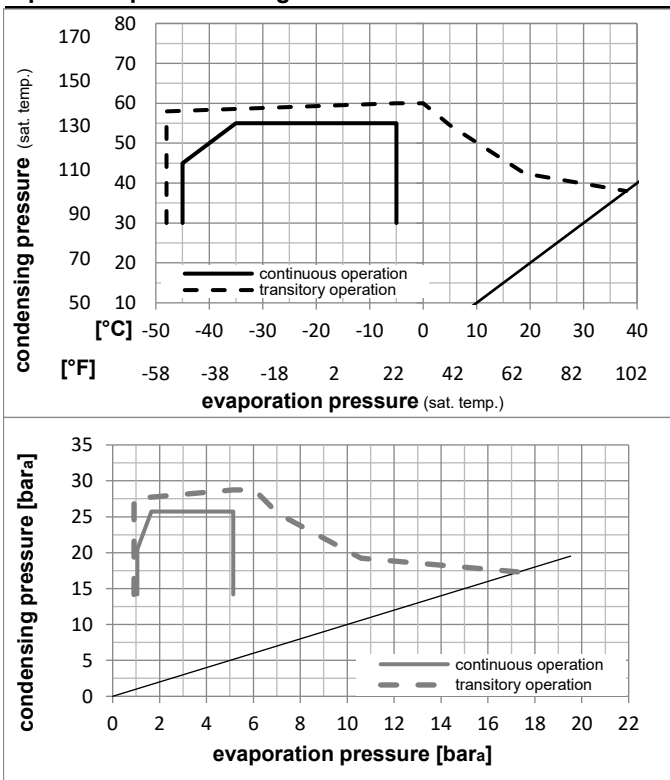 condensing pressure (sat. temp.)
170 80
70
150 60
130 50
110 40
90 30
70 20
50 10
continuous operation
transitory operation
[°C] -50 -40 -30 -20 -10 0 10 20 30 40
[°F] -58 -38 -18 2 22 42 62 82 102
evaporation pressure (sat. temp.)
condensing pressure [bara]
35
30
25
20
15
10
5
0
continuous operation
transitory operation
0 2 4 6 8 10 12 14 16 18 20 22
evaporation pressure [bara]